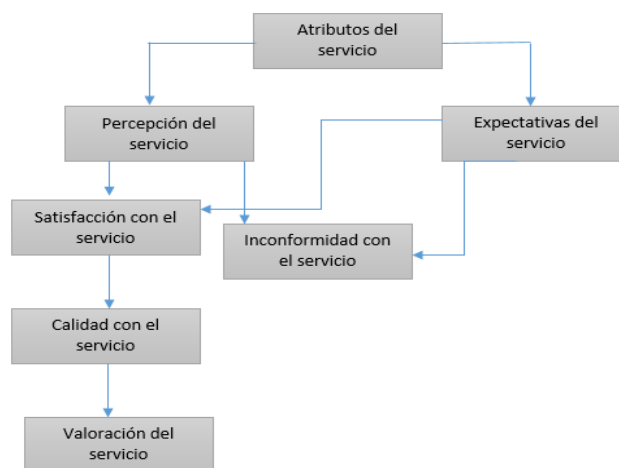 Atributos del
servicio
Percepción del
servicio
Expectativas del
servicio
Satisfacción con el
servicio
Inconformidad con
el servicio
Calidad con el
servicio
Valoración del
servicio